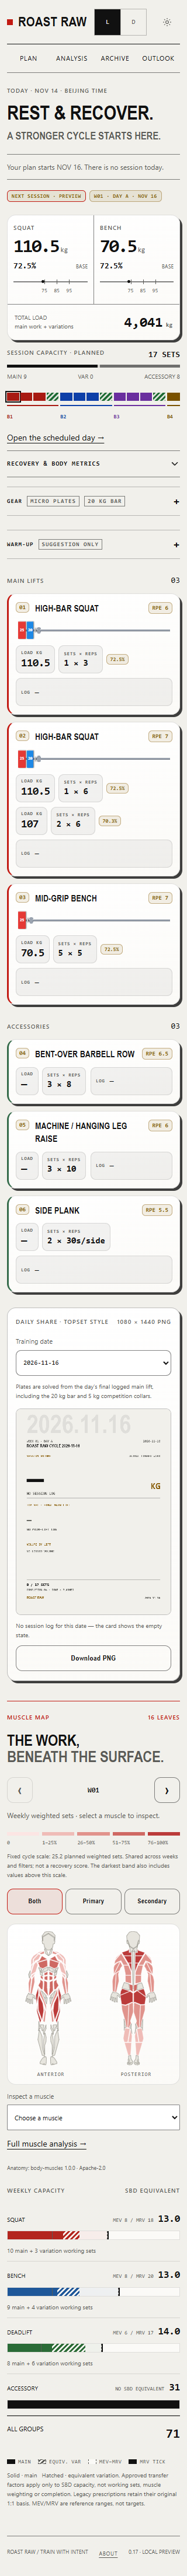 ROAST RAW L D
PLAN ANALYSIS ARCHIVE OUTLOOK
TODAY · NOV 14 · BEIJING TIME
REST & RECOVER.
A STRONGER CYCLE STARTS HERE.
Your plan starts NOV 16. There is no session today.
NEXT SESSION · PREVIEW W01 · DAY A · NOV 16
SQUAT BENCH
110.5 kg 70.5 kg
72.5% BASE 72.5% BASE
75 85 95 75 85 95
TOTAL LOAD
main work + variations
4,041 kg
SESSION CAPACITY · PLANNED 17 SETS
MAIN 9 VAR 0 ACCESSORY 8
B1 B2 B3 B4
Open the scheduled day →
RECOVERY & BODY METRICS
GEAR MICRO PLATES 20 KG BAR +
WARM-UP SUGGESTION ONLY +
MAIN LIFTS 03
01 HIGH-BAR SQUAT RPE 6
LOAD KG SETS × REPS
110.5 1 × 3 72.5%
LOG —
02 HIGH-BAR SQUAT RPE 7
LOAD KG SETS × REPS
110.5 1 × 6 72.5%
LOAD KG SETS × REPS
107 2 × 6 70.3%
LOG —
03 MID-GRIP BENCH RPE 7
LOAD KG SETS × REPS
70.5 5 × 5 72.5%
LOG —
ACCESSORIES 03
04 BENT-OVER BARBELL ROW RPE 6.5
LOAD SETS × REPS LOG —
— 3 × 8
05 MACHINE / HANGING LEG RAISE RPE 6
LOAD SETS × REPS LOG —
— 3 × 10
06 SIDE PLANK RPE 5.5
LOAD SETS × REPS
— 2 × 30s/side
LOG —
DAILY SHARE · TOPSET STYLE 1080 × 1440 PNG
Training date
2026-11-16
Plates are solved from the day's final logged main lift, including the 20 kg bar and 5 kg competition collars.
2026.11.16
ROAST RAW CYCLE 2026-11
KG
No session log for this date — the card shows the empty state.
Download PNG
MUSCLE MAP 16 LEAVES
THE WORK,
BENEATH THE SURFACE.
‹ W01 ›
Weekly weighted sets · select a muscle to inspect.
0 1–25% 26–50% 51–75% 76–100%
Fixed cycle scale: 25.2 planned weighted sets. Shared across weeks and filters; not a recovery score. The darkest band also includes values above this scale.
Both Primary Secondary
ANTERIOR POSTERIOR
Inspect a muscle
Choose a muscle
Full muscle analysis →
Anatomy: body-muscles 1.0.0 · Apache-2.0
WEEKLY CAPACITY SBD EQUIVALENT
SQUAT MEV 8 / MRV 18 13.0
10 main + 3 variation working sets
BENCH MEV 8 / MRV 20 13.0
9 main + 4 variation working sets
DEADLIFT MEV 6 / MRV 17 14.0
8 main + 6 variation working sets
ACCESSORY NO SBD EQUIVALENT 31
ALL GROUPS 71
MAIN EQUIV. VAR MEV–MRV MRV TICK
Solid · main · Hatched · equivalent variation. Approved transfer factors apply only to SBD capacity, not working sets, muscle weighting or completion. Legacy prescriptions retain their original 1:1 basis. MEV/MRV are reference ranges, not targets.
ROAST RAW / TRAIN WITH INTENT ABOUT 0.17 · LOCAL PREVIEW